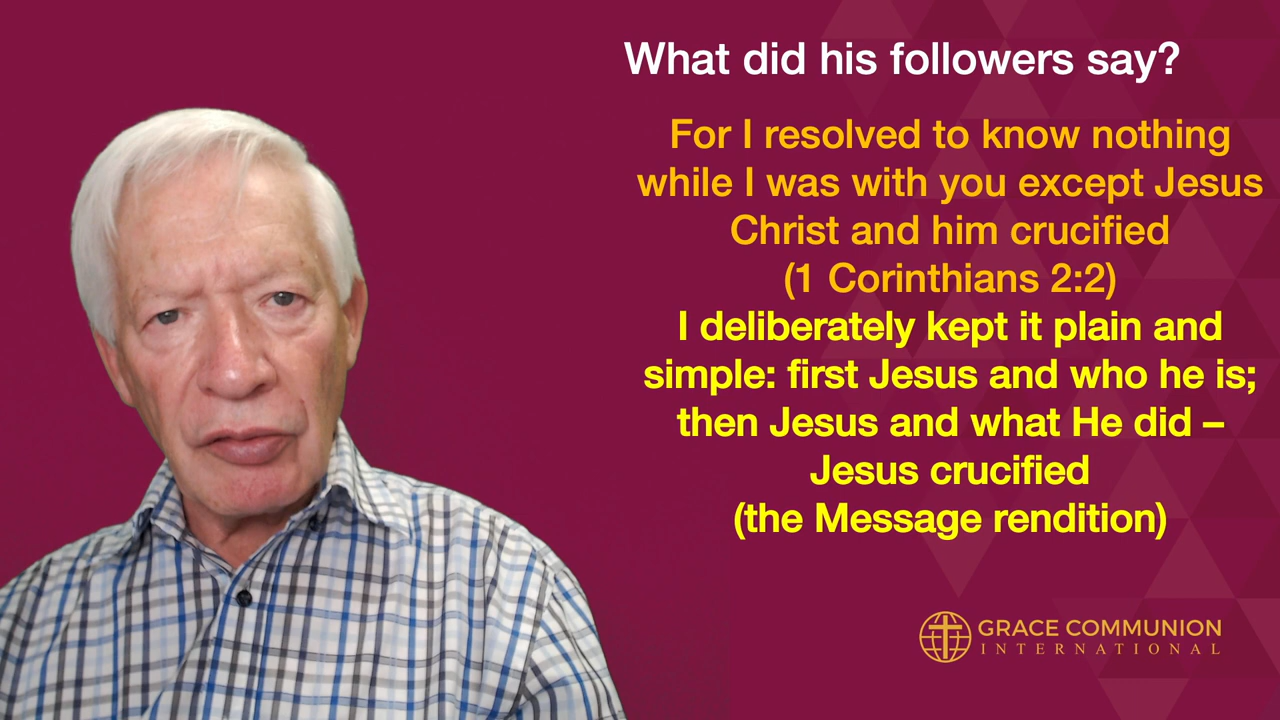 What did his followers say?
For I resolved to know nothing
while I was with you except Jesus
Christ and him crucified
(1 Corinthians 2:2)
I deliberately kept it plain and
simple: first Jesus and who he is;
then Jesus and what He did –
Jesus crucified
(the Message rendition)
GRACE COMMUNION
INTERNATIONAL